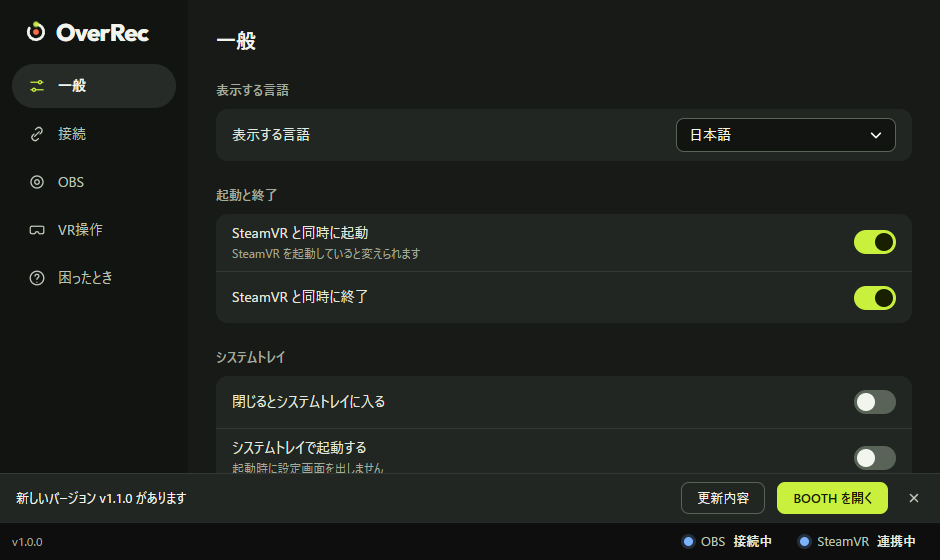 OverRec
一般
接続
OBS
VR操作
困ったとき
一般
表示する言語
表示する言語
日本語
起動と終了
SteamVR と同時に起動
SteamVR を起動していると変えられます
SteamVR と同時に終了
システムトレイ
閉じるとシステムトレイに入る
システムトレイで起動する
起動時に設定画面を出しません
新しいバージョン v1.1.0 があります
更新内容
BOOTH を開く
v1.0.0
OBS 接続中
SteamVR 連携中